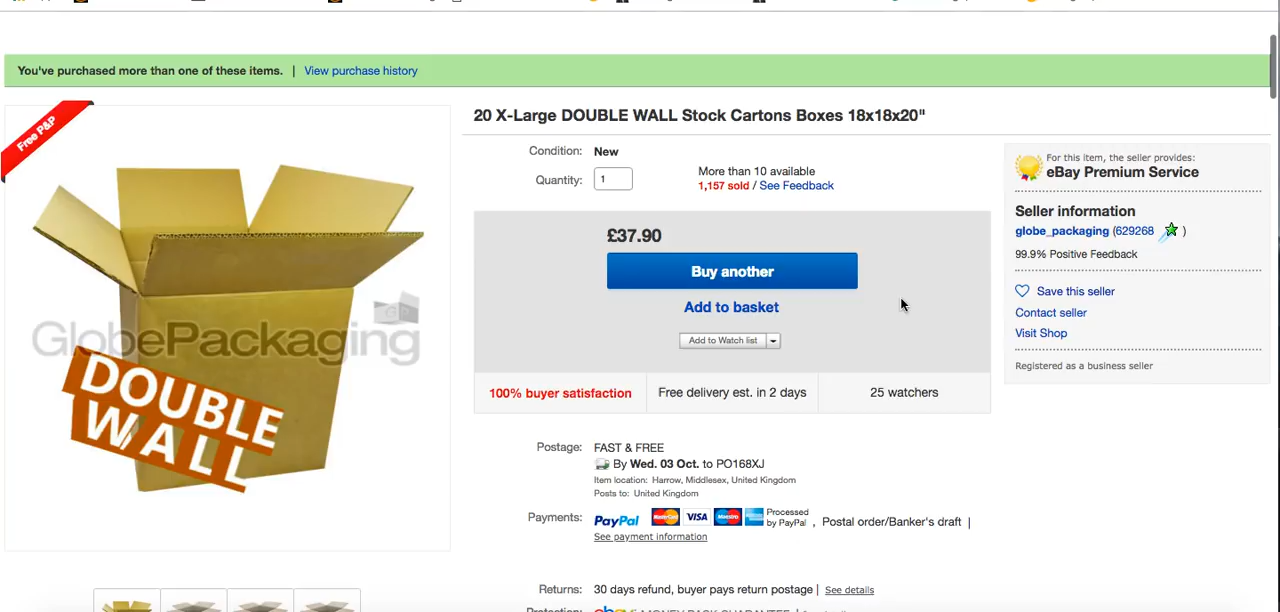 You've purchased more than one of these items. | View purchase history
Free P&P
20 X-Large DOUBLE WALL Stock Cartons Boxes 18x18x20"
Condition: New
Quantity: 1
More than 10 available
1,157 sold / See Feedback
£37.90
Buy another
Add to basket
Add to Watch list
100% buyer satisfaction
Free delivery est. in 2 days
25 watchers
GlobePackaging
DOUBLE
WALL
Postage: FAST & FREE
By Wed. 03 Oct. to PO168XJ
Item location: Harrow, Middlesex, United Kingdom
Posts to: United Kingdom
Payments: PayPal MasterCard VISA Maestro Processed by PayPal , Postal order/Banker's draft |
See payment information
Returns: 30 days refund, buyer pays return postage | See details
For this item, the seller provides:
eBay Premium Service
Seller information
globe_packaging (629268 )
99.9% Positive Feedback
Save this seller
Contact seller
Visit Shop
Registered as a business seller